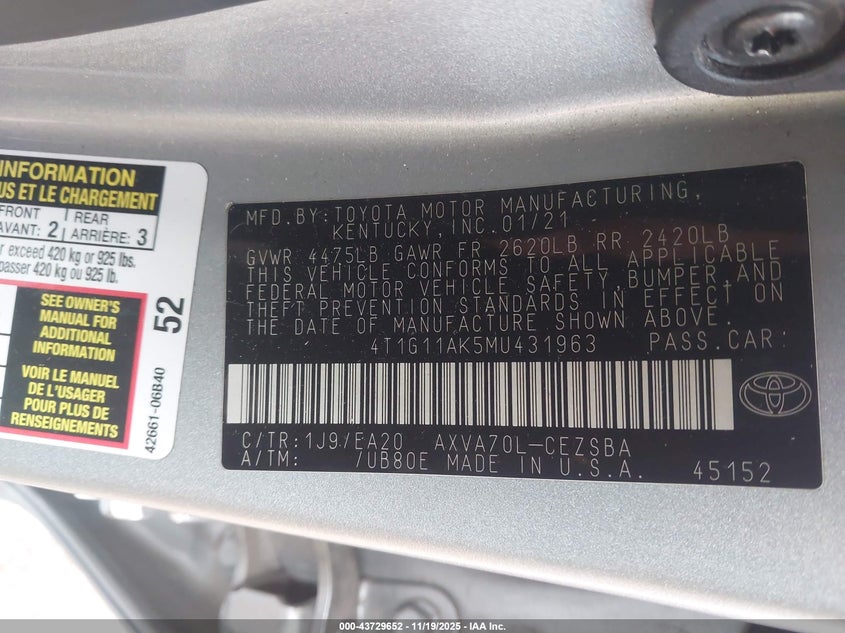 INFORMATION
US ET LE CHARGEMENT
FRONT | REAR
AVANT: 2 | ARRIÈRE: 3
exceed 420 kg or 925 lbs.
passer 420 kg ou 925 lb.
SEE OWNER'S
MANUAL FOR
ADDITIONAL
INFORMATION
VOIR LE MANUEL
DE L'USAGER
POUR PLUS DE
RENSEIGNEMENTS
52
42661-06B40
MFD.BY:TOYOTA MOTOR MANUFACTURING,
KENTUCKY,INC.01/21
GVWR 4475LB GAWR FR 2620LB RR 2420LB
THIS VEHICLE CONFORMS TO ALL APPLICABLE
FEDERAL MOTOR VEHICLE SAFETY,BUMPER,AND
THEFT PREVENTION STANDARDS IN EFFECT ON
THE DATE OF MANUFACTURE SHOWN ABOVE.
4T1G11AK5MU431963 PASS.CAR:
C/TR:1J9/EA20 AXVA70L-CEZSBA
A/TM: /UB80E MADE IN U.S.A. 45152
000-43729652 - 11/19/2025 - © IAA Inc.